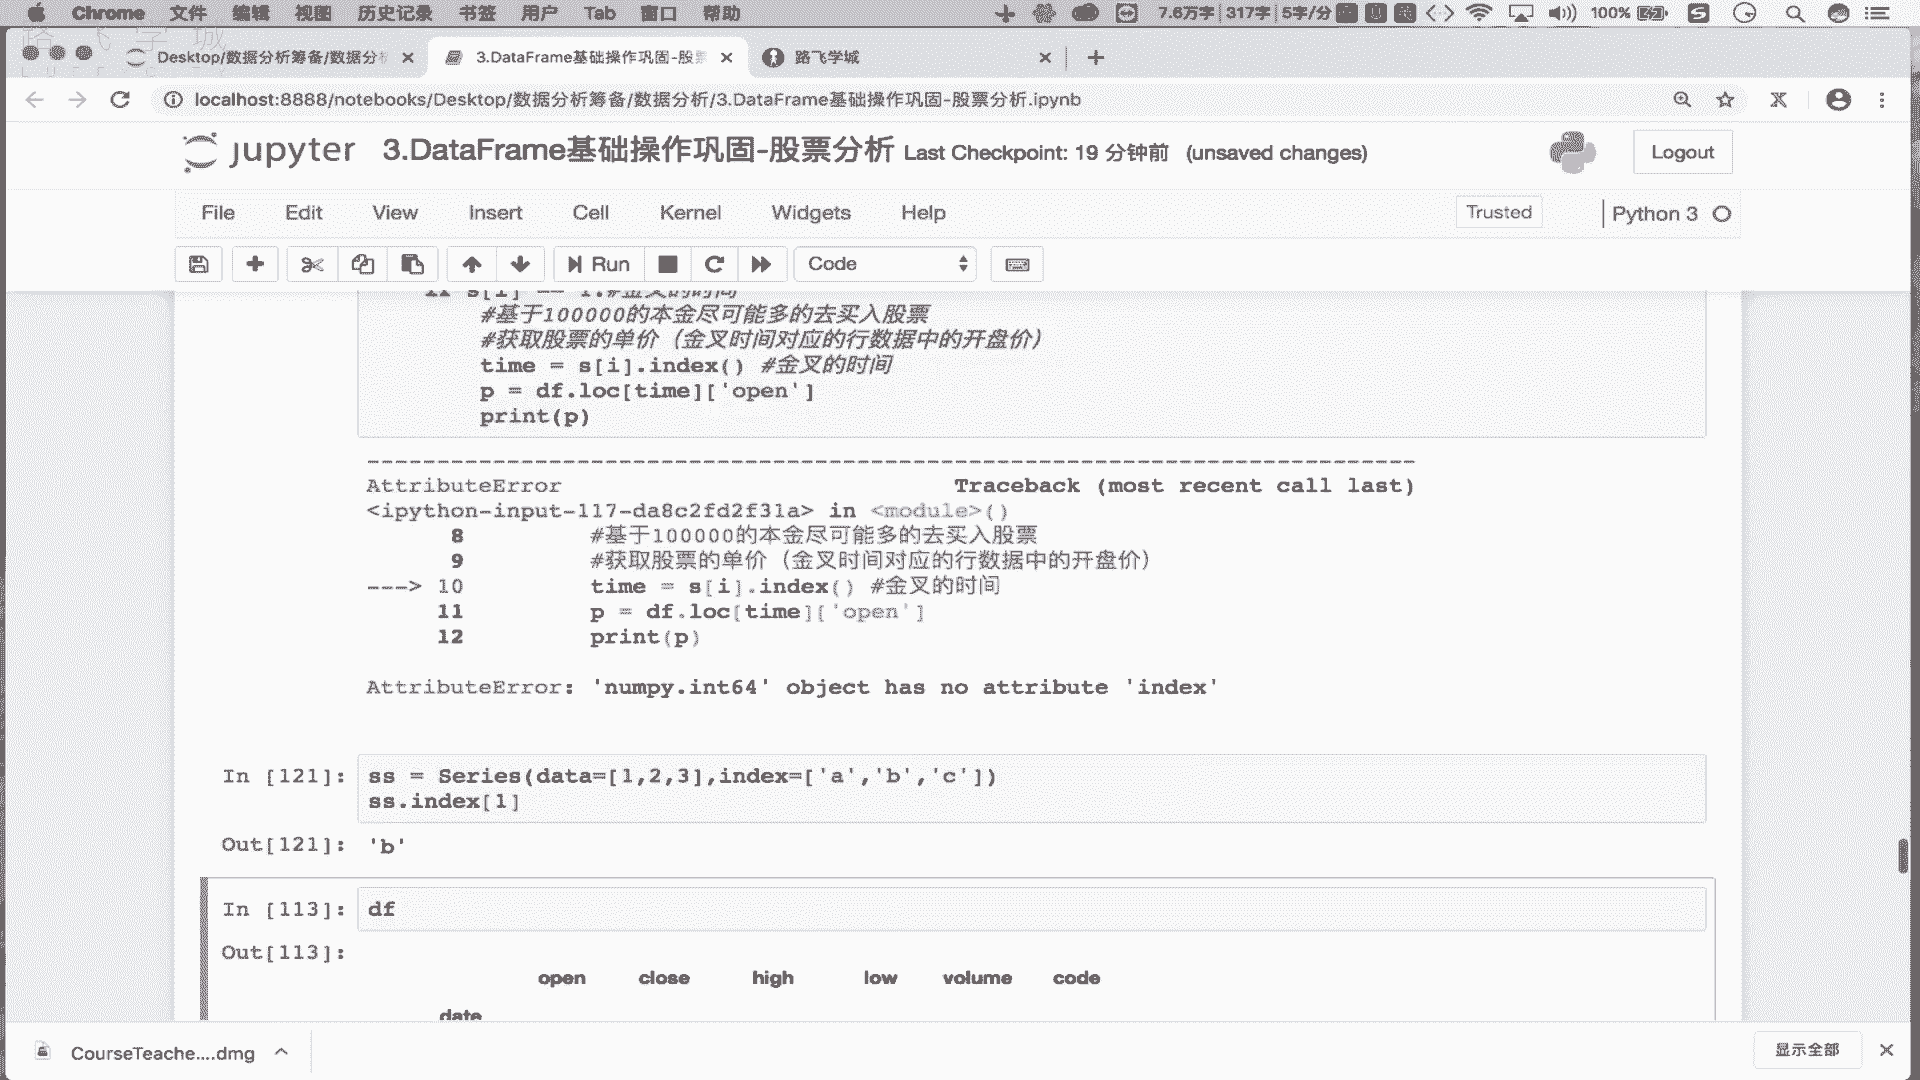 Chrome 文件 编辑 视图 历史记录 书签 用户 Tab 窗口 帮助 7.6万字 317字 5字/分 100%
路飞学城
Desktop/数据分析筹备/数据分析 3.DataFrame基础操作巩固-股票 路飞学城
localhost:8888/notebooks/Desktop/数据分析筹备/数据分析/3.DataFrame基础操作巩固-股票分析.ipynb
jupyter 3.DataFrame基础操作巩固-股票分析 Last Checkpoint: 19 分钟前 (unsaved changes) Logout
File Edit View Insert Cell Kernel Widgets Help Trusted Python 3
Run Code
#基于100000的本金尽可能多的去买入股票
#获取股票的单价（金叉时间对应的行数据中的开盘价）
time = s[i].index() #金叉的时间
p = df.loc[time]['open']
print(p)
---------------------------------------------------------------------------
AttributeError Traceback (most recent call last)
<ipython-input-117-da8c2fd2f31a> in <module>()
8 #基于100000的本金尽可能多的去买入股票
9 #获取股票的单价（金叉时间对应的行数据中的开盘价）
---> 10 time = s[i].index() #金叉的时间
11 p = df.loc[time]['open']
12 print(p)
AttributeError: 'numpy.int64' object has no attribute 'index'
In [121]: ss = Series(data=[1,2,3],index=['a','b','c'])
ss.index[1]
Out[121]: 'b'
In [113]: df
Out[113]:
open close high low volume code
date
CourseTeache....dmg 显示全部